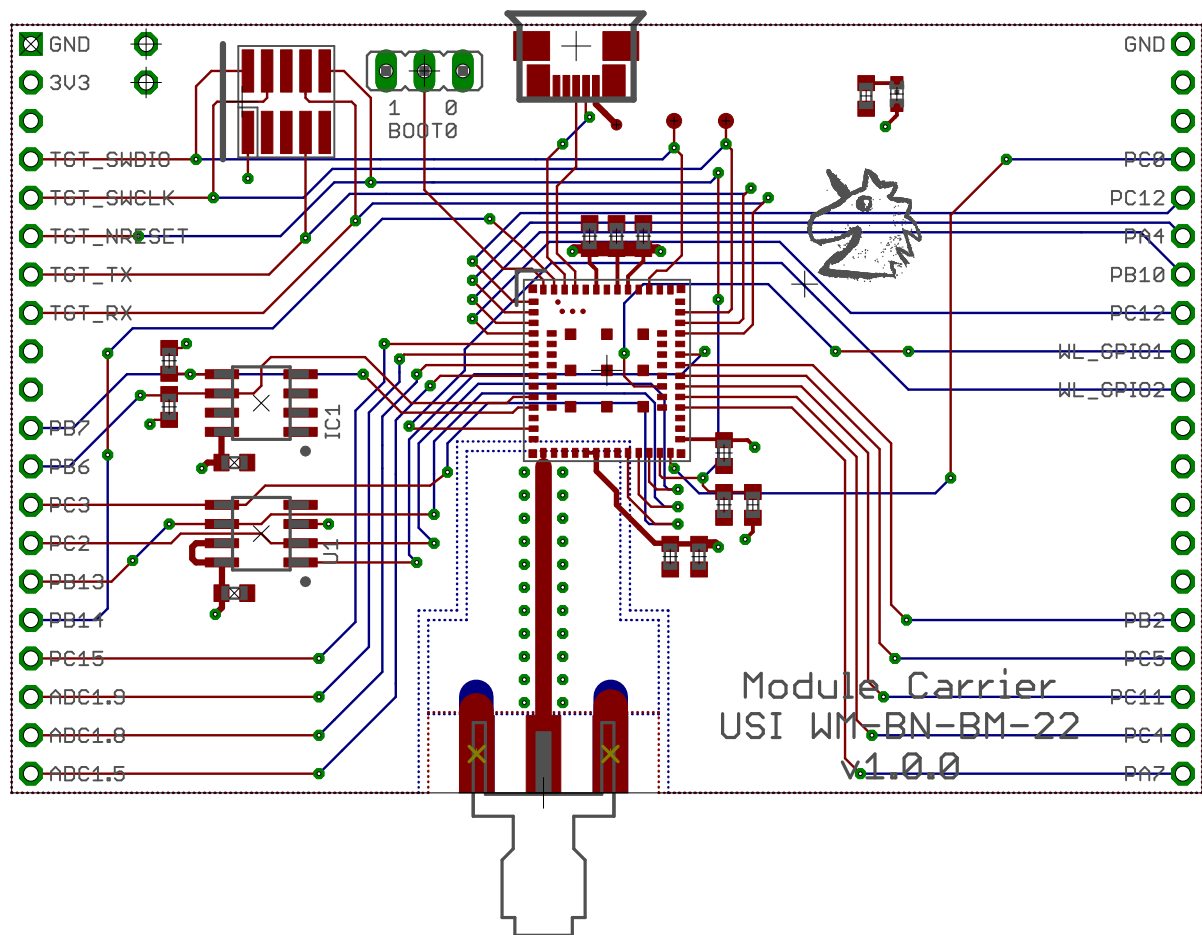 GND
3V3
TGT_SWDIO
TGT_SWCLK
TGT_NRESET
TGT_TX
TGT_RX
PB7
PB6
PC3
PC2
PB13
PB14
PC15
ADC1.9
ADC1.8
ADC1.5
1 0
BOOT0
IC1
U1
GND
PC0
PC12
PA4
PB10
PC12
WL_GPIO1
WL_GPIO2
PB2
PC5
PC11
PC4
PA7
Module Carrier
USI WM-BN-BM-22
v1.0.0